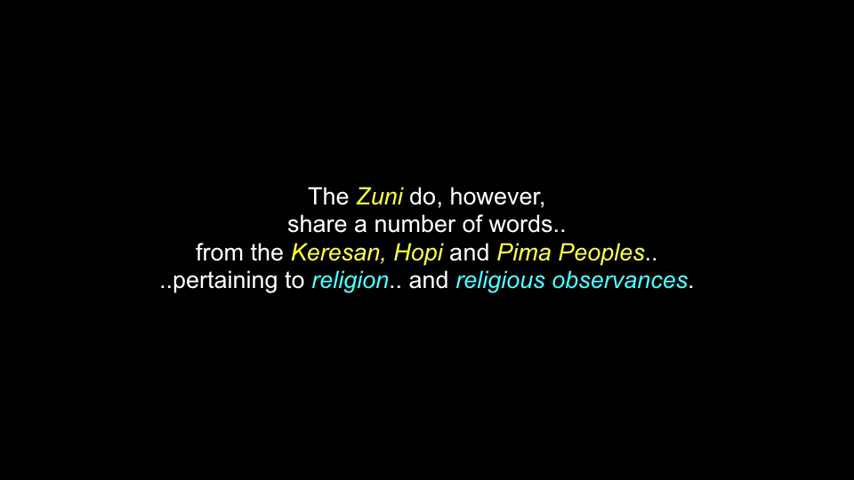 The Zuni do, however,
share a number of words..
from the Keresan, Hopi and Pima Peoples..
..pertaining to religion.. and religious observances.